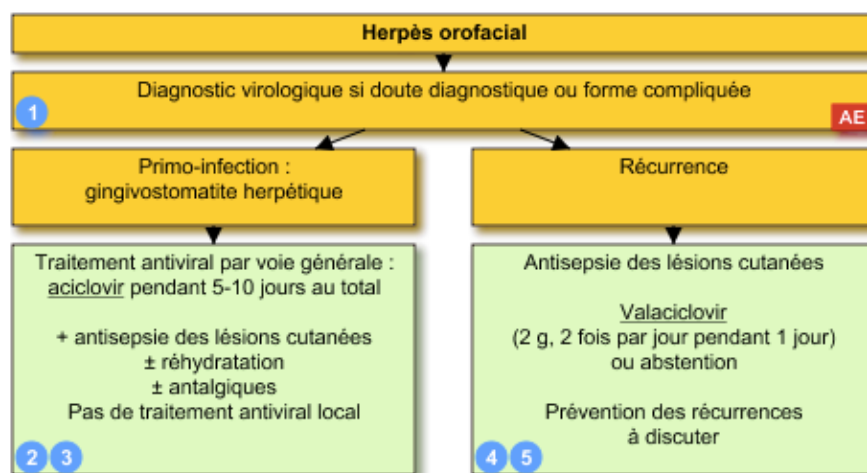 Herpès orofacial
Diagnostic virologique si doute diagnostique ou forme compliquée
1
AE
Primo-infection :
gingivostomatite herpétique
Récurrence
Traitement antiviral par voie générale :
aciclovir pendant 5-10 jours au total
+ antisepsie des lésions cutanées
± réhydratation
± antalgiques
Pas de traitement antiviral local
2 3
Antisepsie des lésions cutanées
Valaciclovir
(2 g, 2 fois par jour pendant 1 jour)
ou abstention
Prévention des récurrences
à discuter
4 5